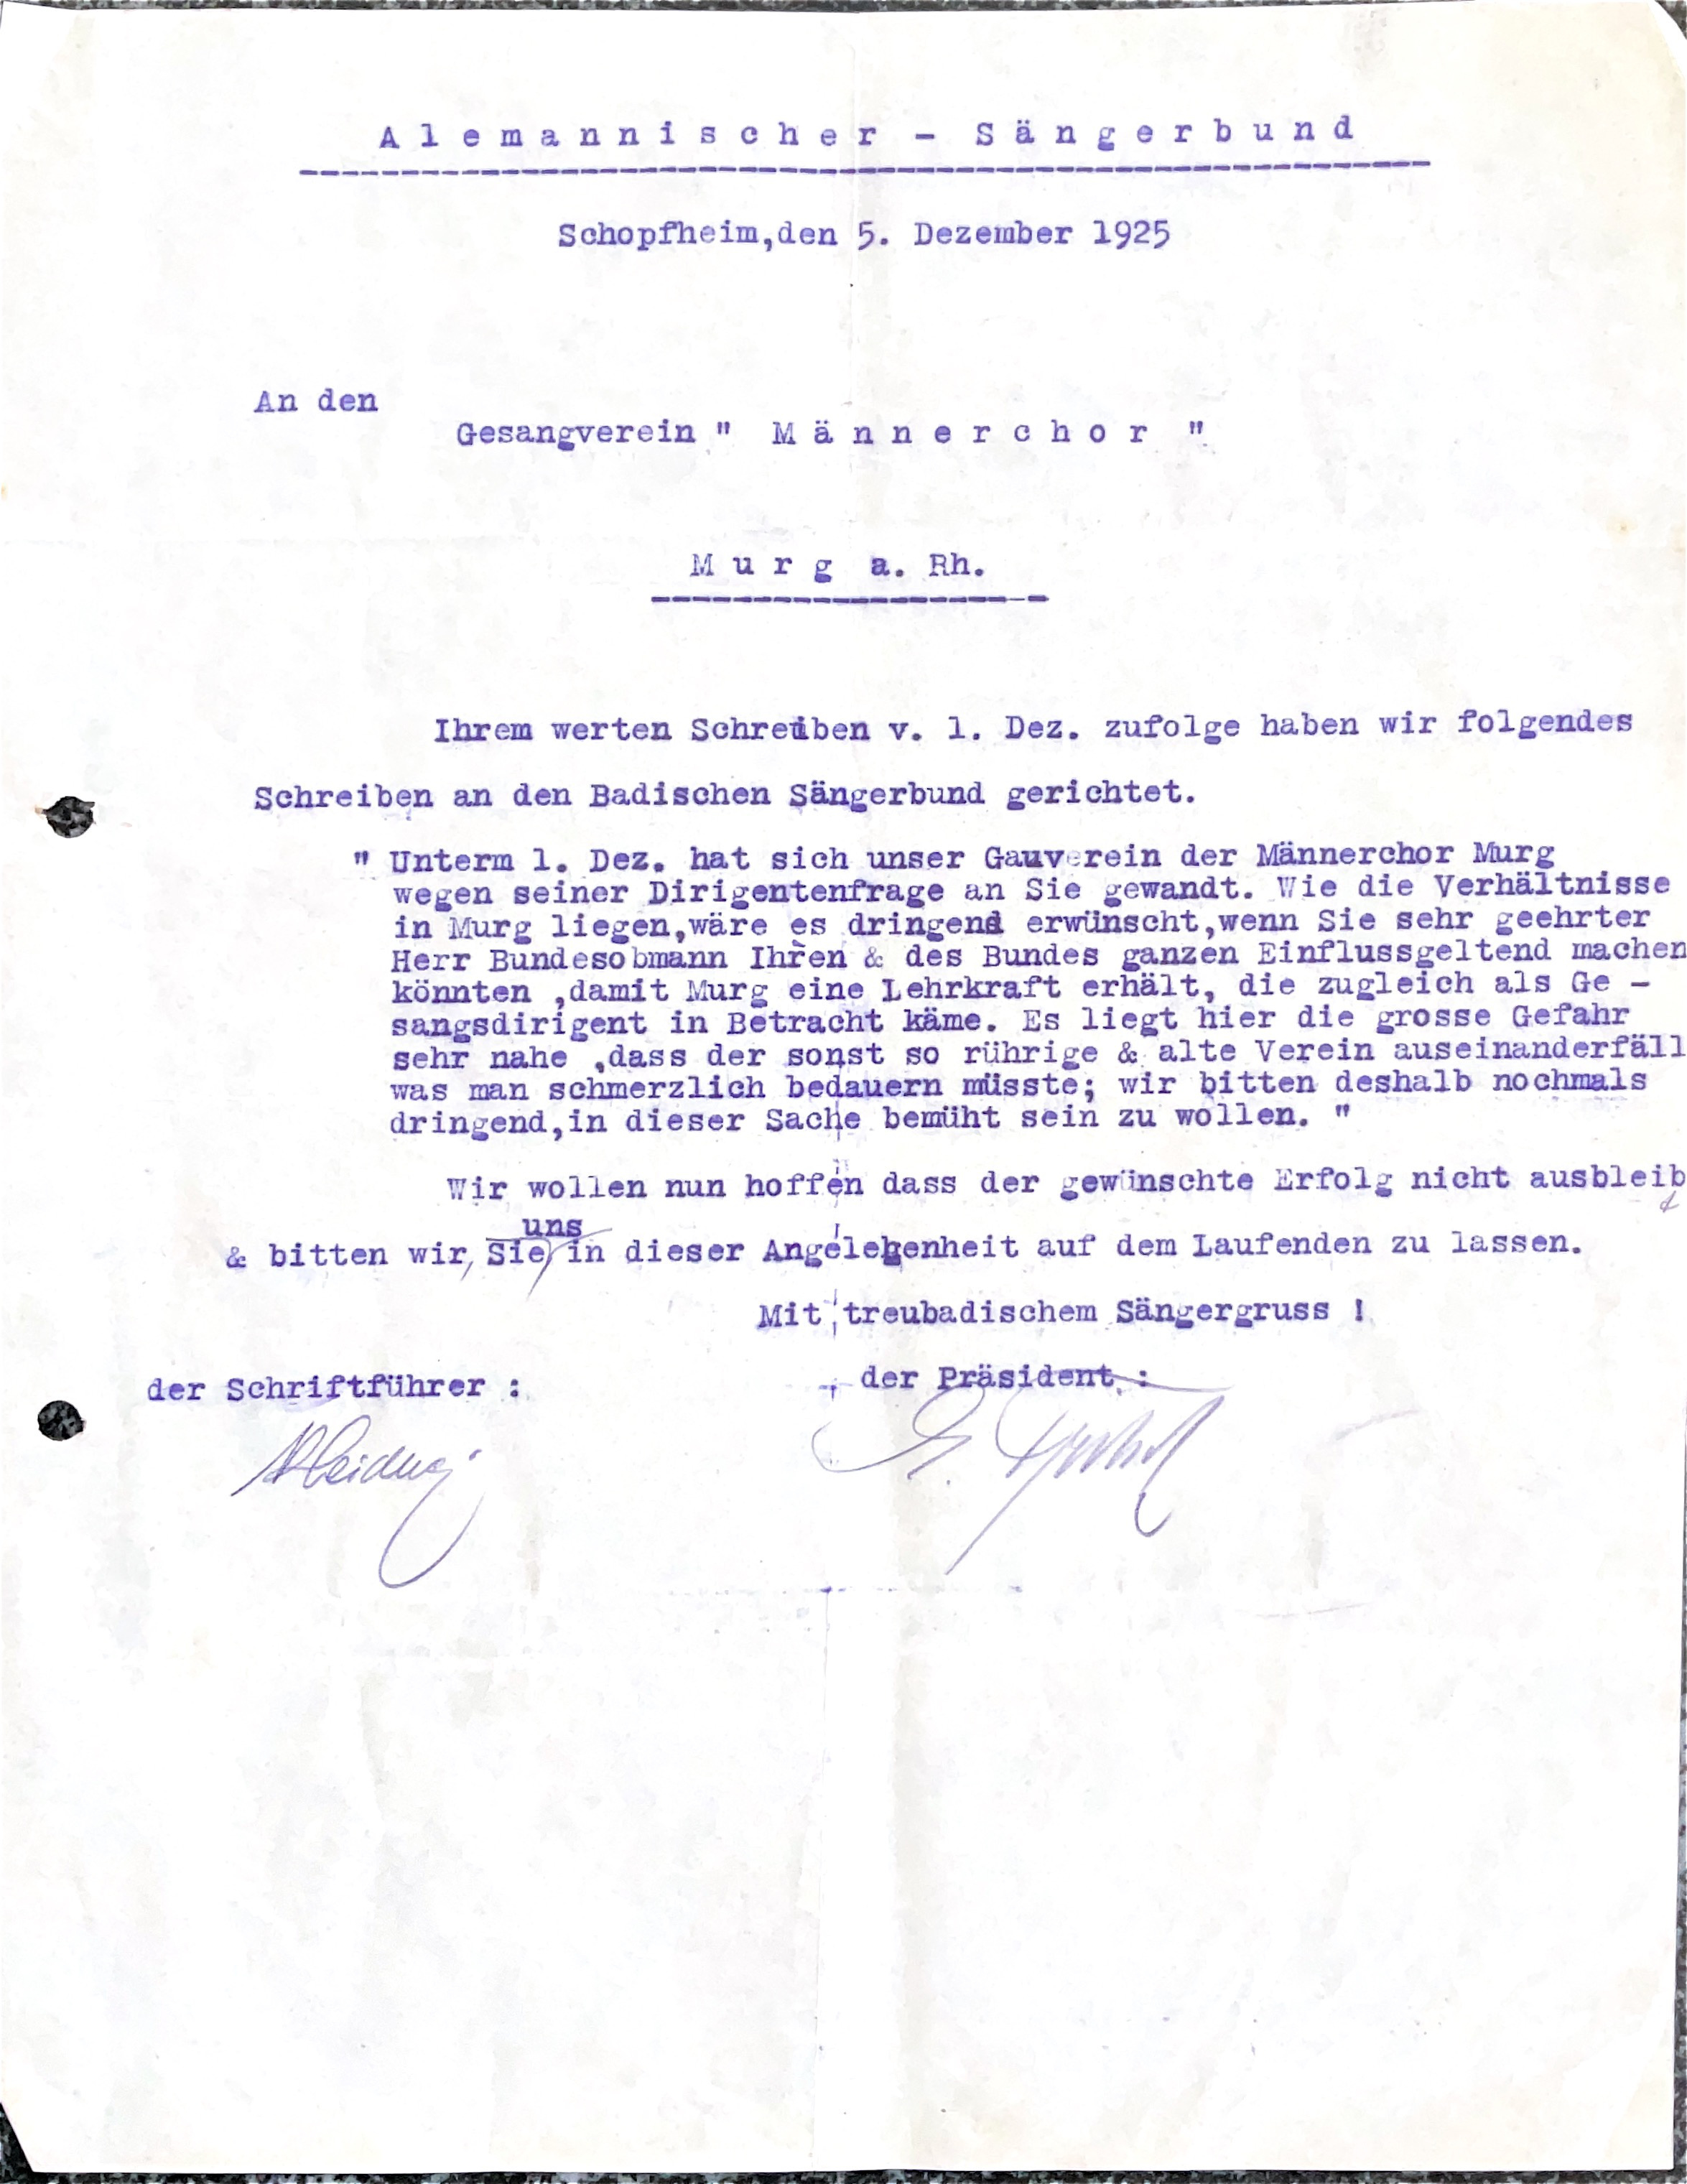 Alemannischer - Sängerbund
Schopfheim,den 5. Dezember 1925
An den
Gesangverein " Männerchor "
Murg a. Rh.
Ihrem werten Schreiben v. 1. Dez. zufolge haben wir folgendes
Schreiben an den Badischen Sängerbund gerichtet.
" Unterm 1. Dez. hat sich unser Gauverein der Männerchor Murg
wegen seiner Dirigentenfrage an Sie gewandt. Wie die Verhältnisse
in Murg liegen,wäre es dringend erwünscht,wenn Sie sehr geehrter
Herr Bundesobmann Ihren & des Bundes ganzen Einflussgeltend machen
könnten ,damit Murg eine Lehrkraft erhält, die zugleich als Ge -
sangsdirigent in Betracht käme. Es liegt hier die grosse Gefahr
sehr nahe ,dass der sonst so rührige & alte Verein auseinanderfäll
was man schmerzlich bedauern müsste; wir bitten deshalb nochmals
dringend,in dieser Sache bemüht sein zu wollen. "
Wir wollen nun hoffen dass der gewünschte Erfolg nicht ausbleib
uns
& bitten wir, Sie, in dieser Angelegenheit auf dem Laufenden zu lassen.
Mit treubadischem Sängergruss !
der Schriftführer : der Präsident :